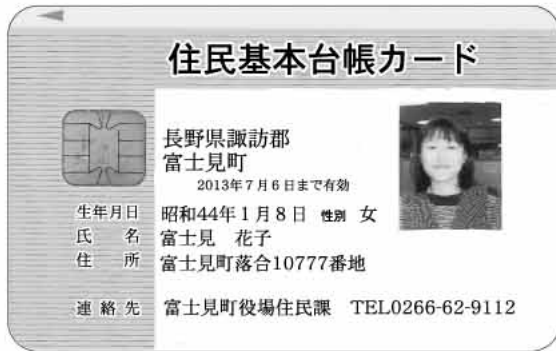 住民基本台帳カード
長野県諏訪郡
富士見町
2013年7月6日まで有効
生年月日 昭和44年1月8日 性別 女
氏 名 富士見 花子
住 所 富士見町落合10777番地
連絡先 富士見町役場住民課 TEL0266-62-9112